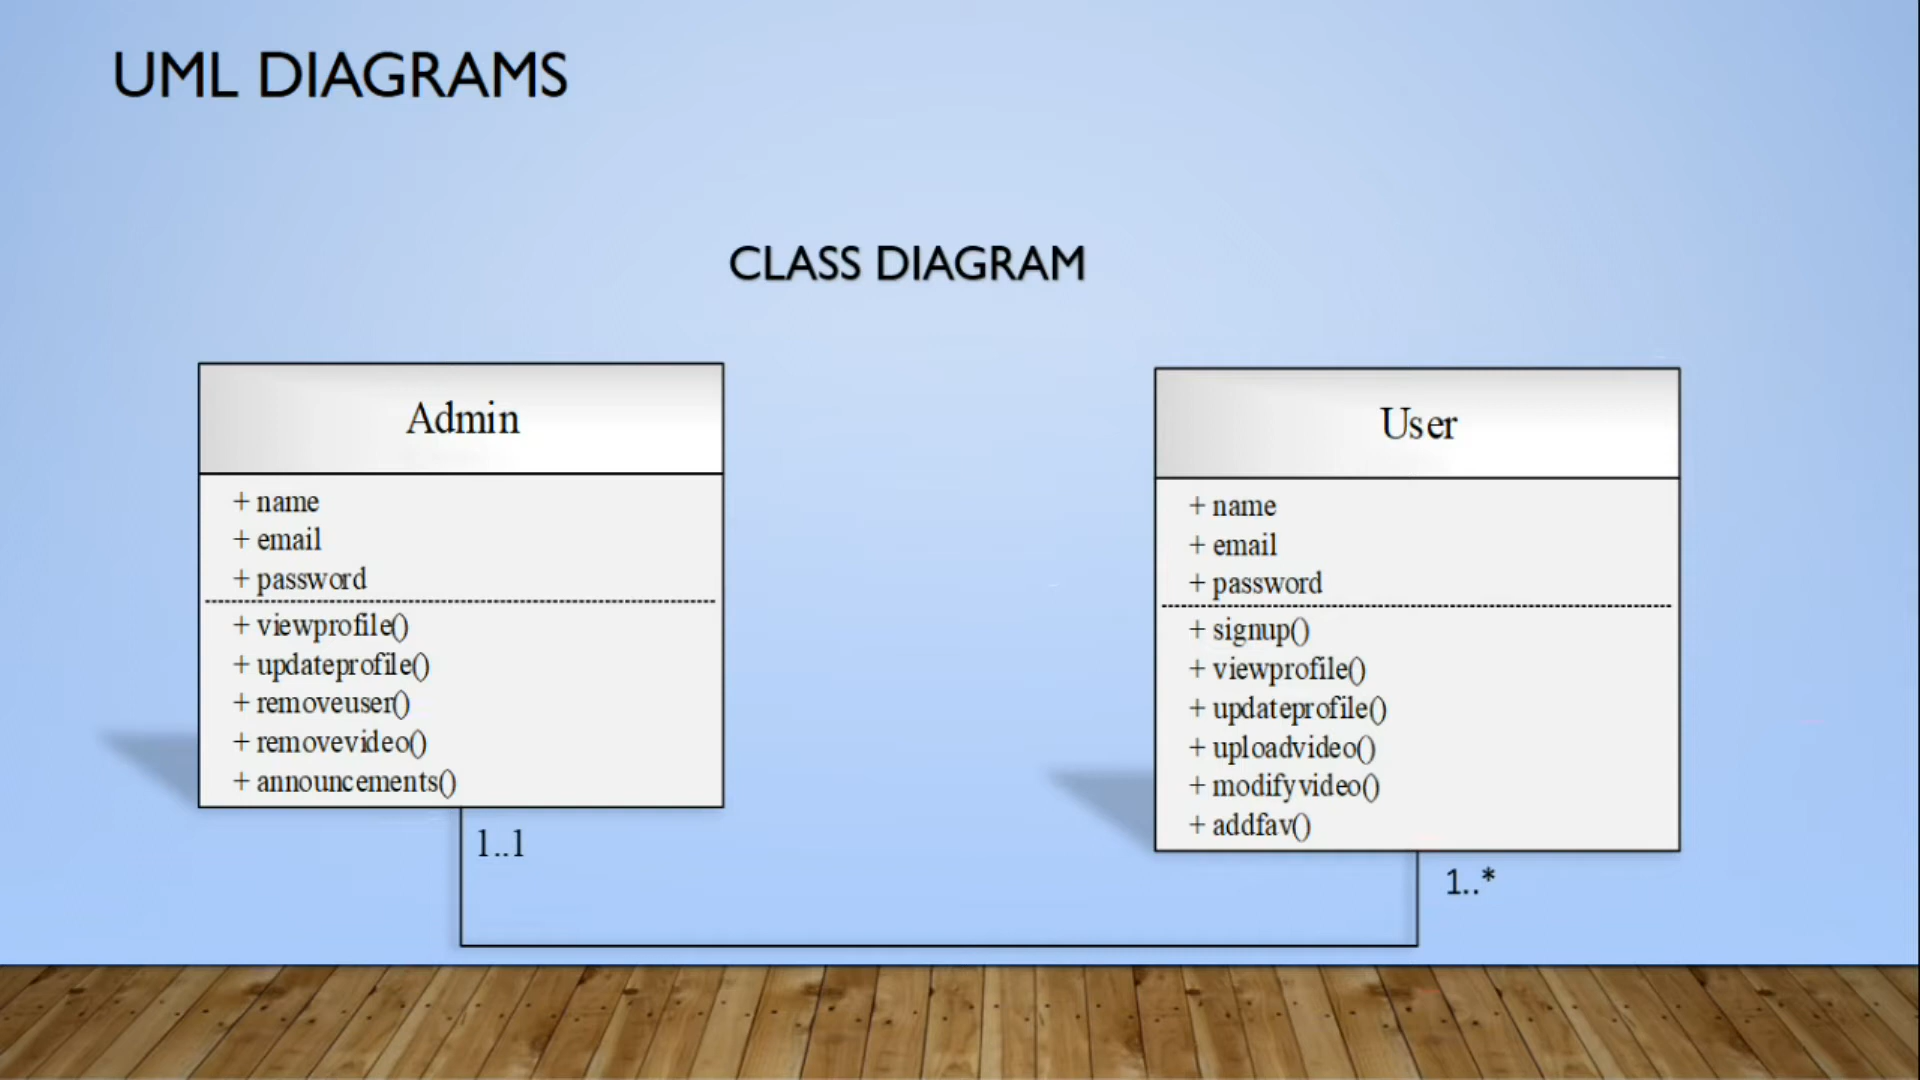 UML DIAGRAMS
CLASS DIAGRAM
Admin
+ name
+ email
+ password
+ viewprofile()
+ updateprofile()
+ removeuser()
+ removevideo()
+ announcements()
1..1
User
+ name
+ email
+ password
+ signup()
+ viewprofile()
+ updateprofile()
+ uploadvideo()
+ modifyvideo()
+ addfav()
1..*